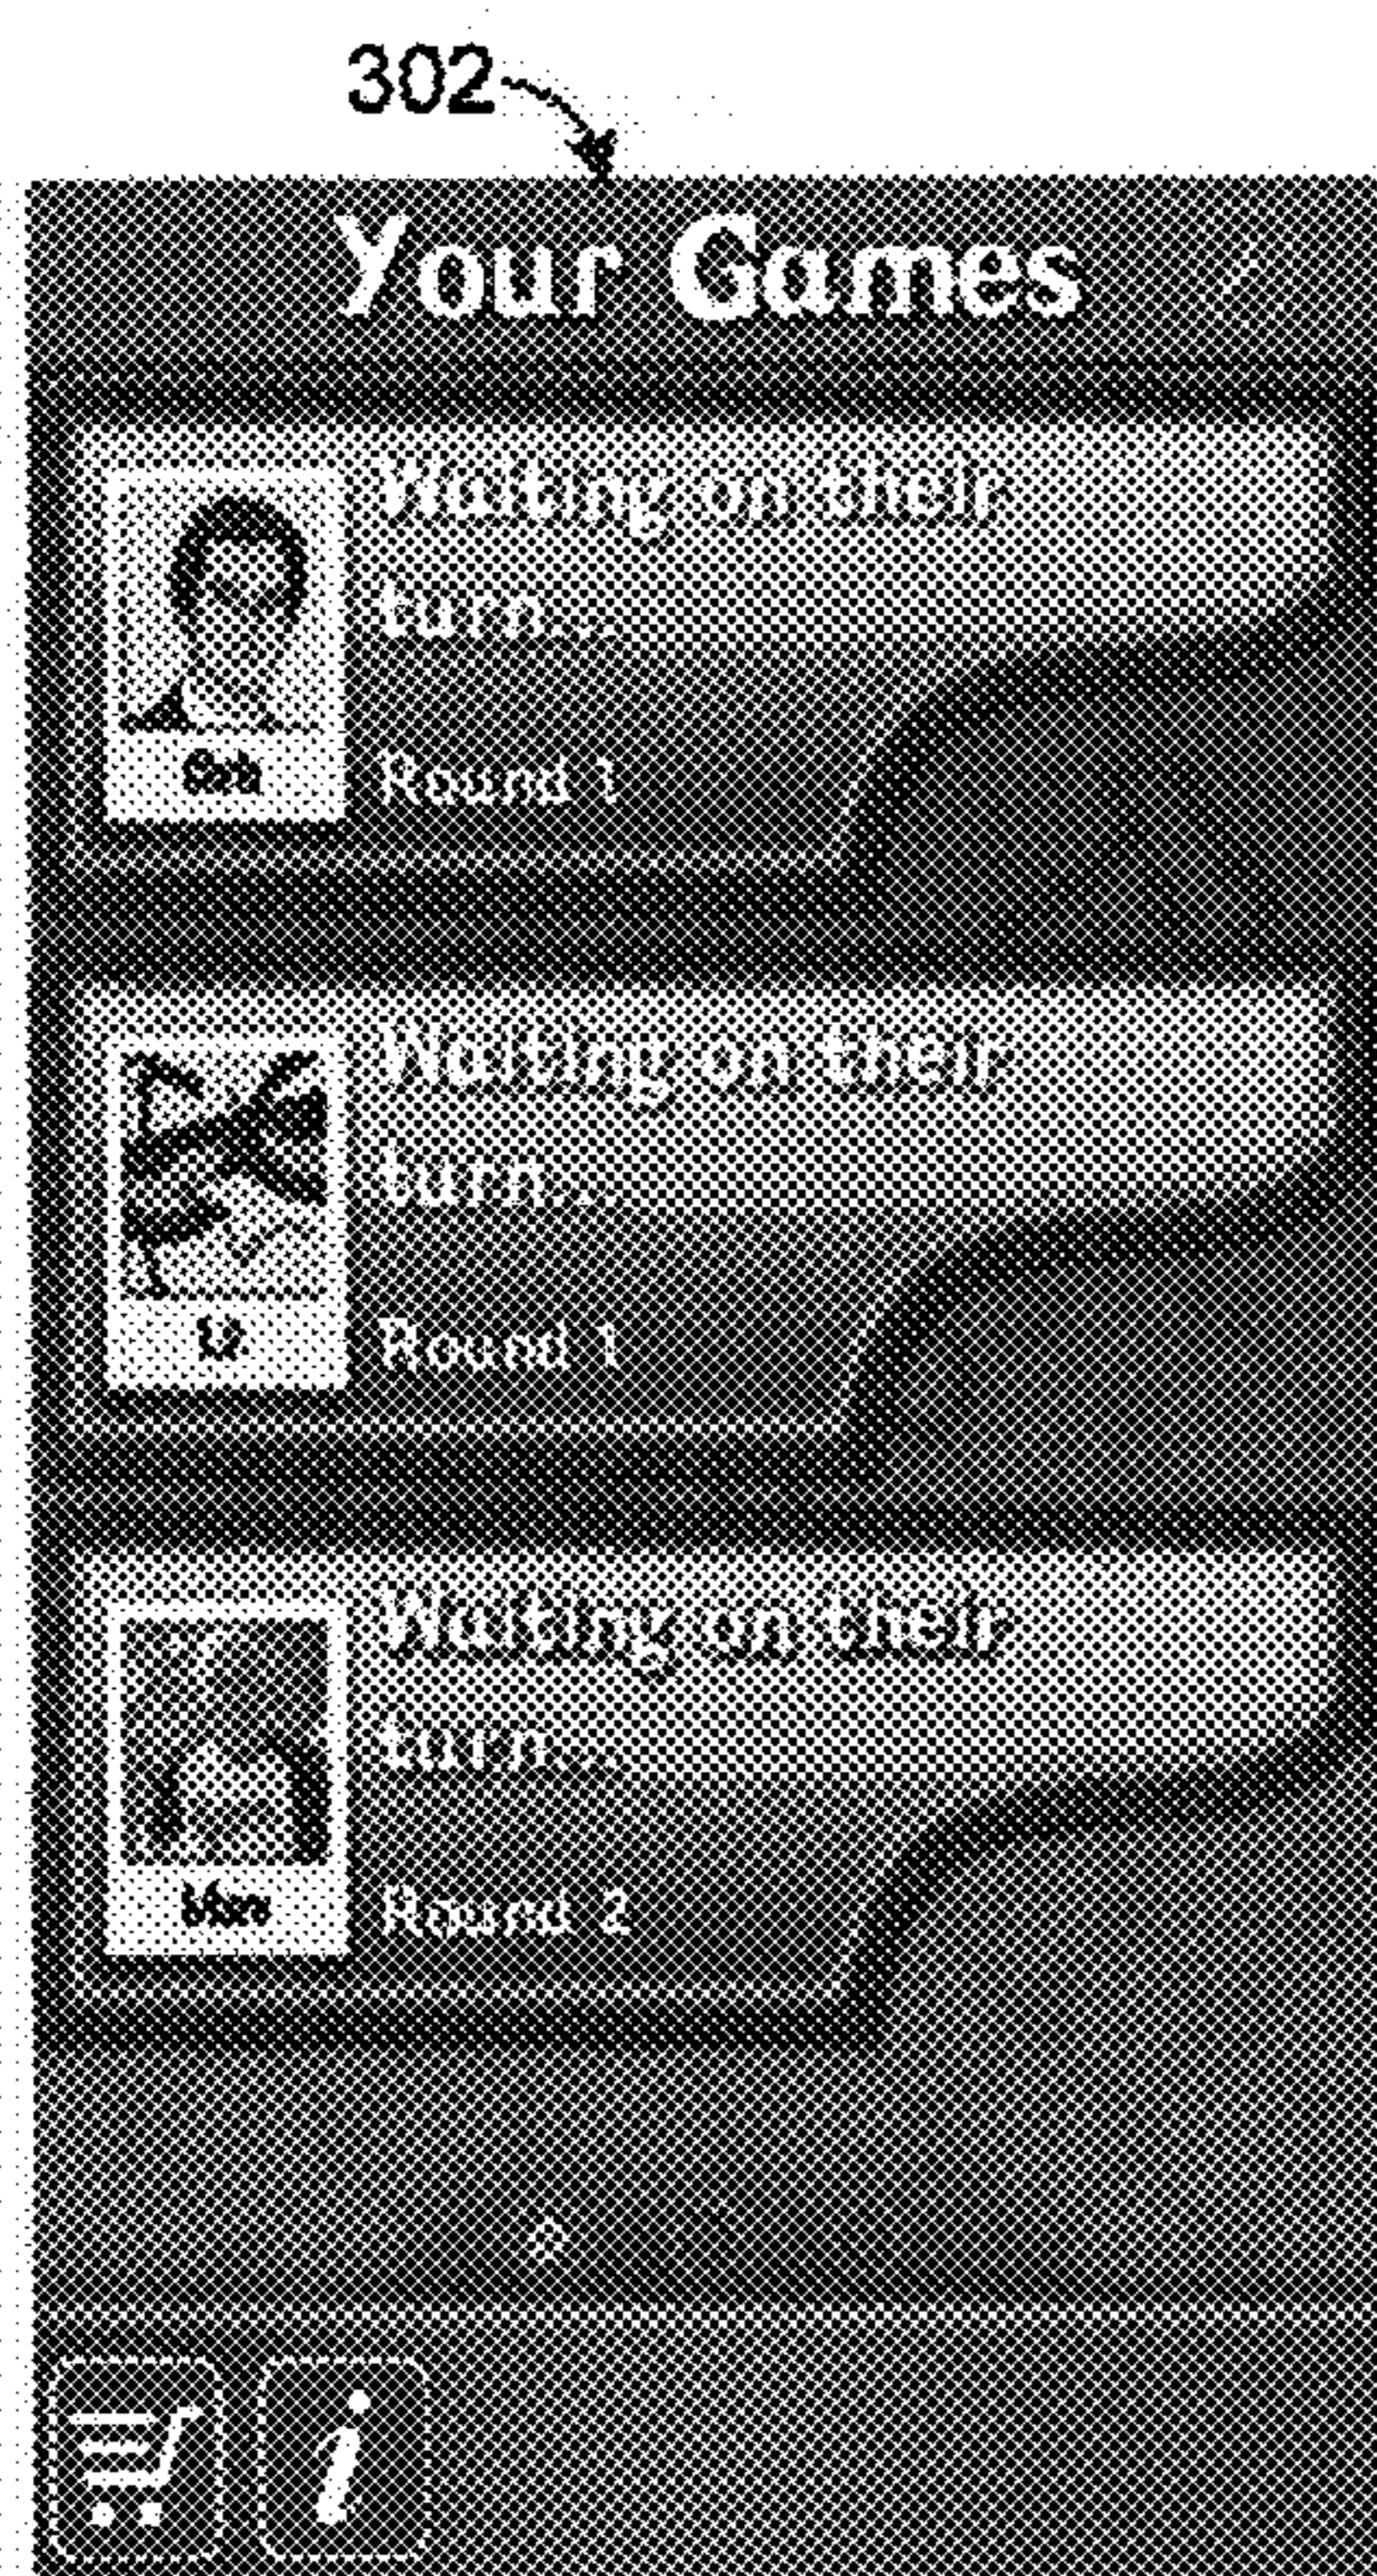 302
Your Games
Waiting on their
turn...
Round 1
Waiting on their
turn...
Round 1
Waiting on their
turn...
Round 2
i